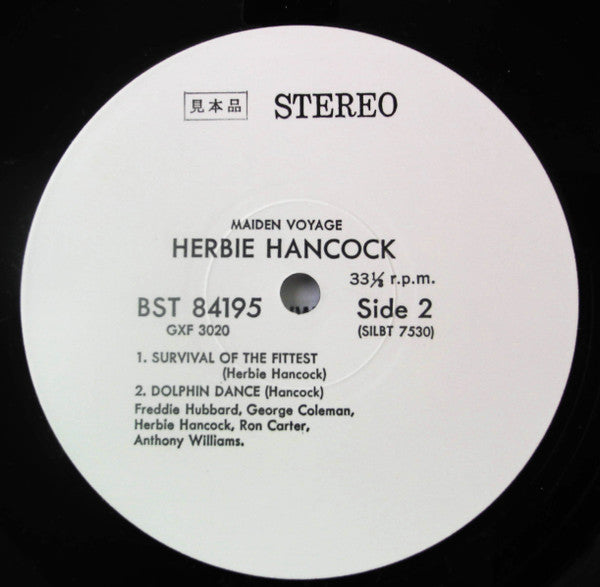 見本品 STEREO
MAIDEN VOYAGE
HERBIE HANCOCK
33⅓ r.p.m.
BST 84195 Side 2
GXF 3020 (SILBT 7530)
1. SURVIVAL OF THE FITTEST
(Herbie Hancock)
2. DOLPHIN DANCE (Hancock)
Freddie Hubbard, George Coleman,
Herbie Hancock, Ron Carter,
Anthony Williams.